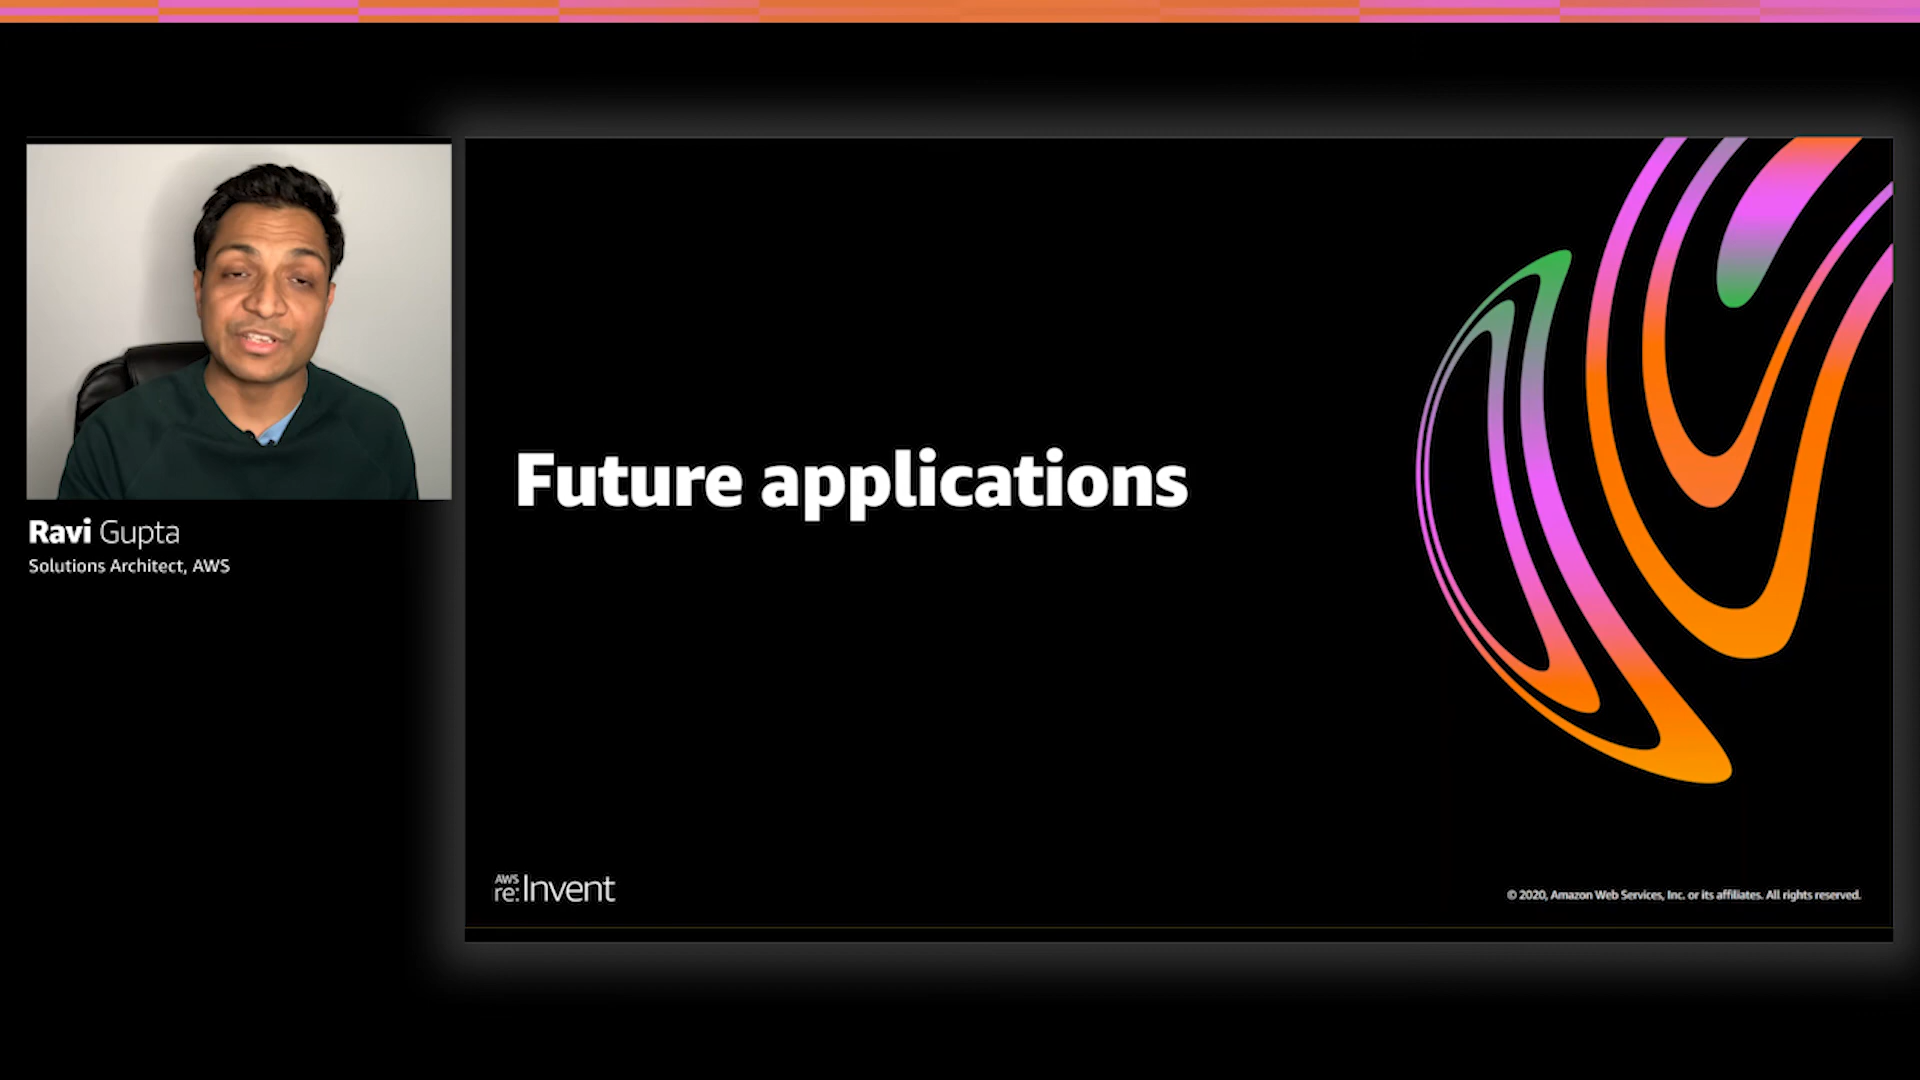 Ravi Gupta
Solutions Architect, AWS
Future applications
AWS
re:Invent
© 2020, Amazon Web Services, Inc. or its affiliates. All rights reserved.